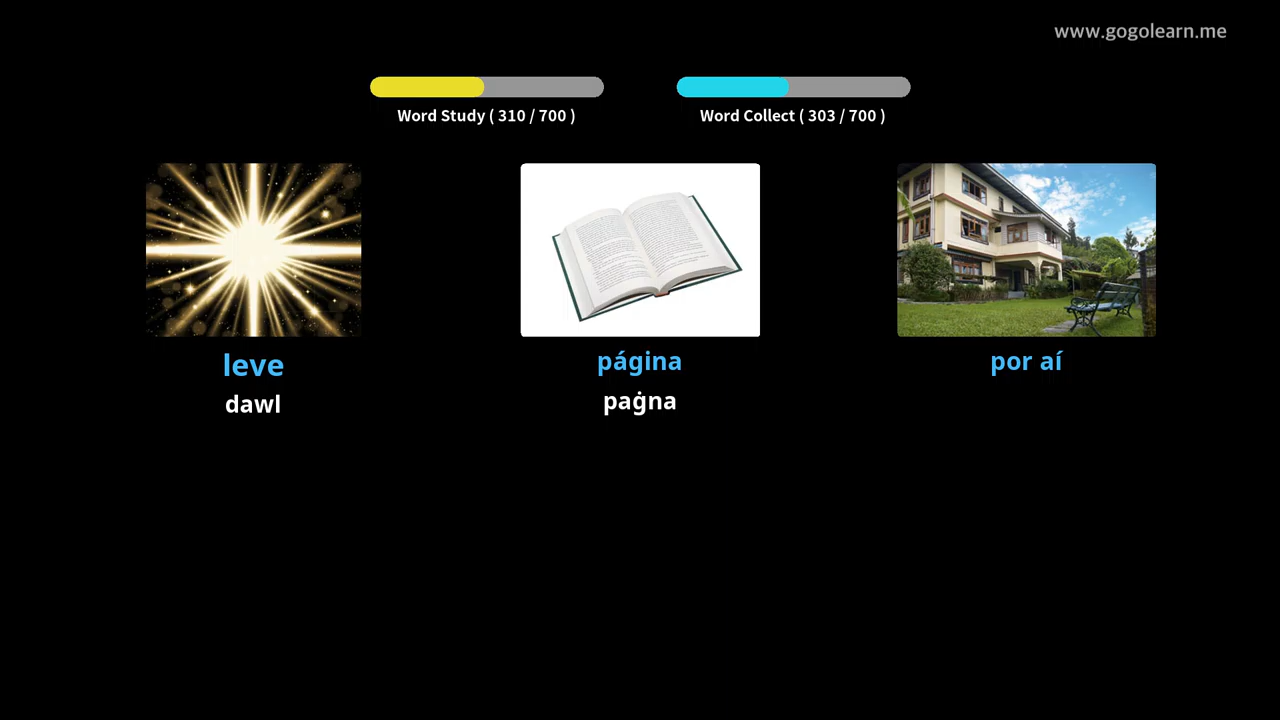 www.gogolearn.me
Word Study ( 310 / 700 )
Word Collect ( 303 / 700 )
leve
dawl
página
paġna
por aí